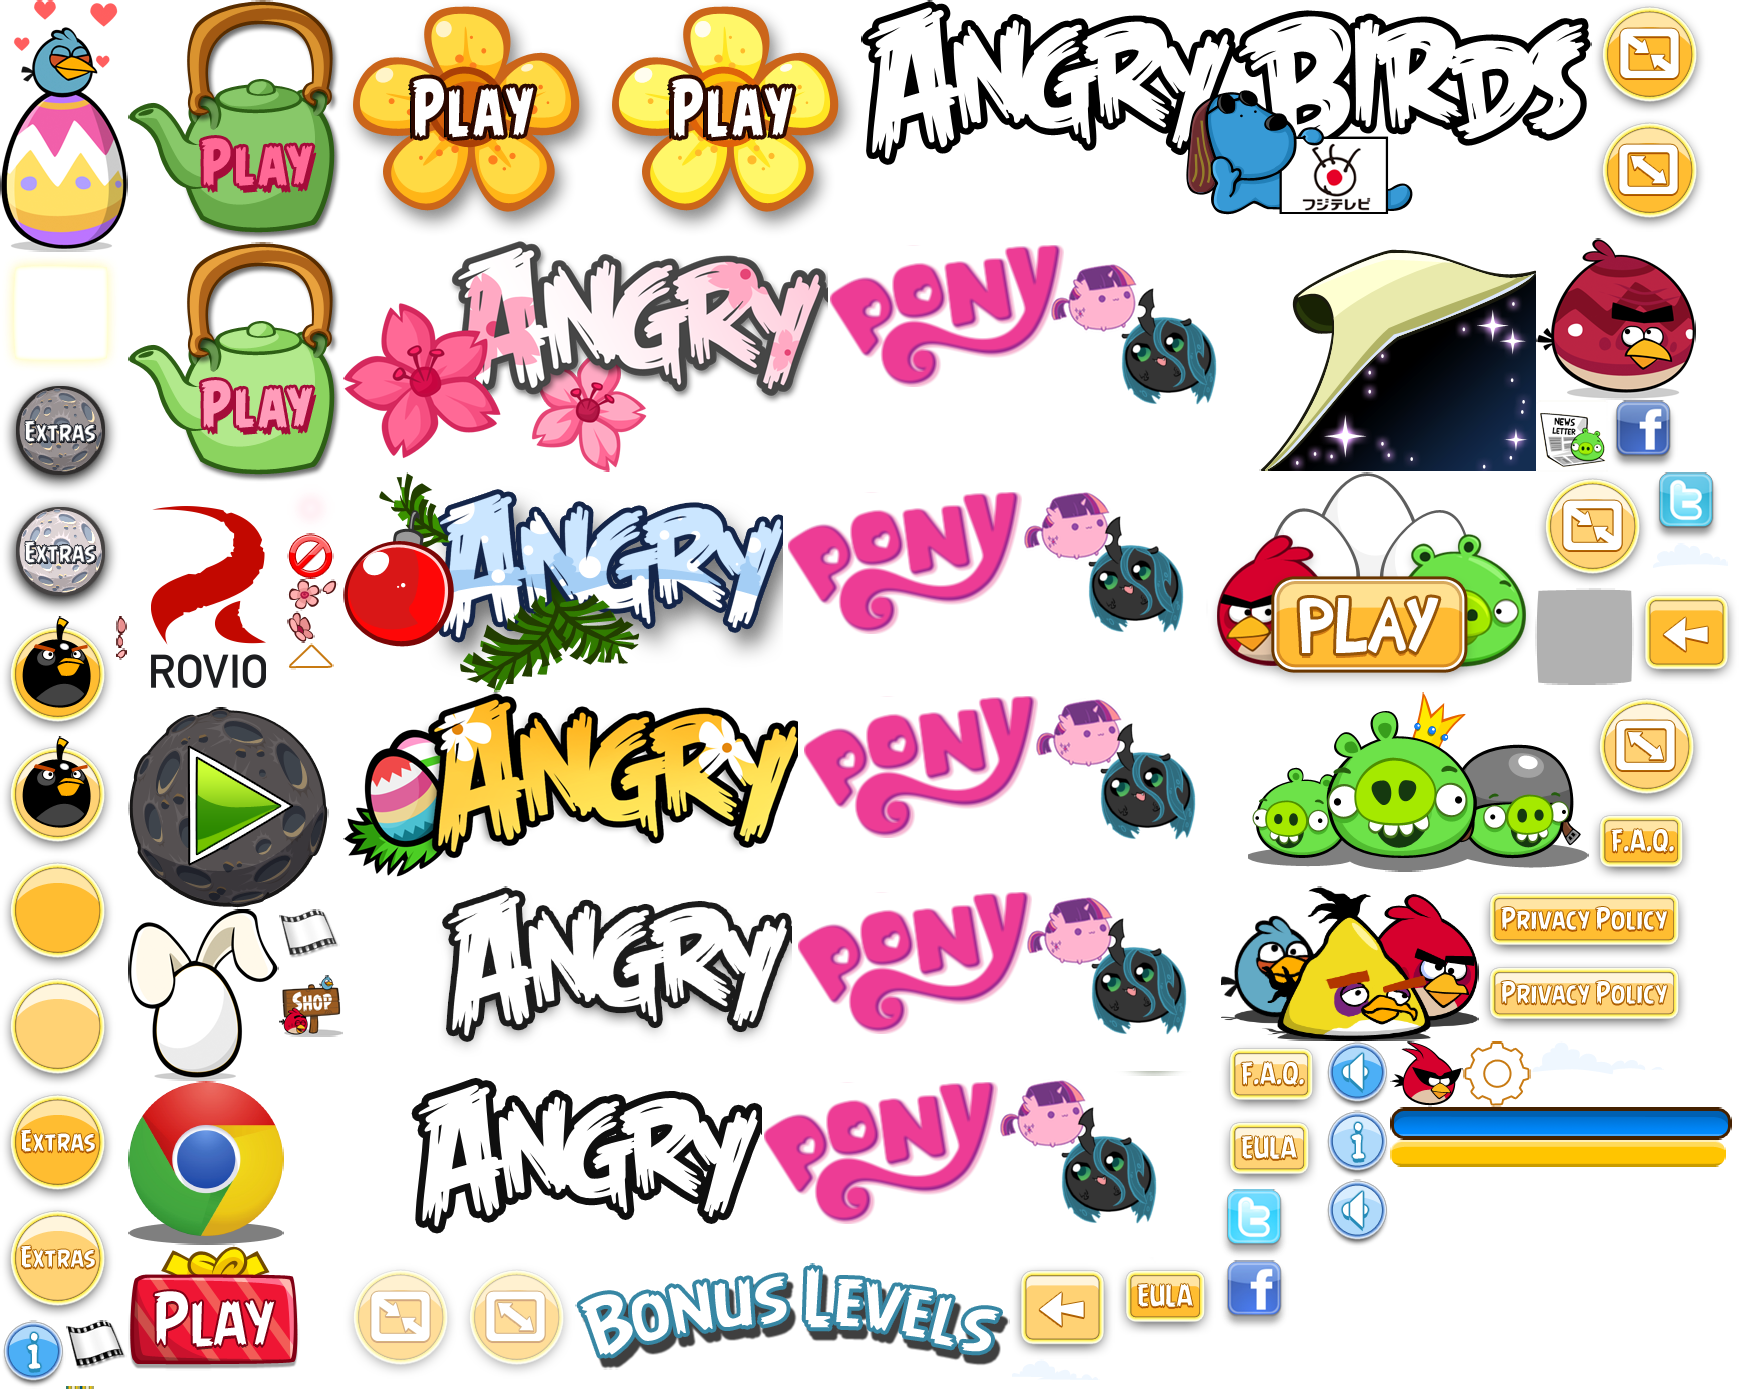 PLAY
PLAY
PLAY
ANGRY BIRDS
フジテレビ
PLAY
ANGRY
PONY
EXTRAS
NEWS
LETTER
f
EXTRAS
ROVIO
ANGRY
PONY
PLAY
t
ANGRY
PONY
F.A.Q.
SHOP
ANGRY
PONY
PRIVACY POLICY
PRIVACY POLICY
EXTRAS
ANGRY
PONY
F.A.Q.
EULA
i
t
EXTRAS
PLAY
BONUS LEVELS
EULA
f
i